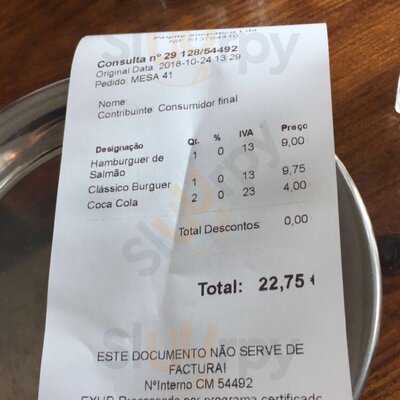 Consulta nº 29 128/54492
Original Data 2018-10-24 13:29
Pedido MESA 41
Nome
Contribuinte Consumidor final
Designação Qt. % IVA Preço
Hamburguer de 1 0 13 9,00
Salmão
Clássico Burguer 1 0 13 9,75
Coca Cola 2 0 23 4,00
Total Descontos 0,00
Total: 22,75 €
ESTE DOCUMENTO NÃO SERVE DE
FACTURA!
NºInterno CM 54492
por programa certificado